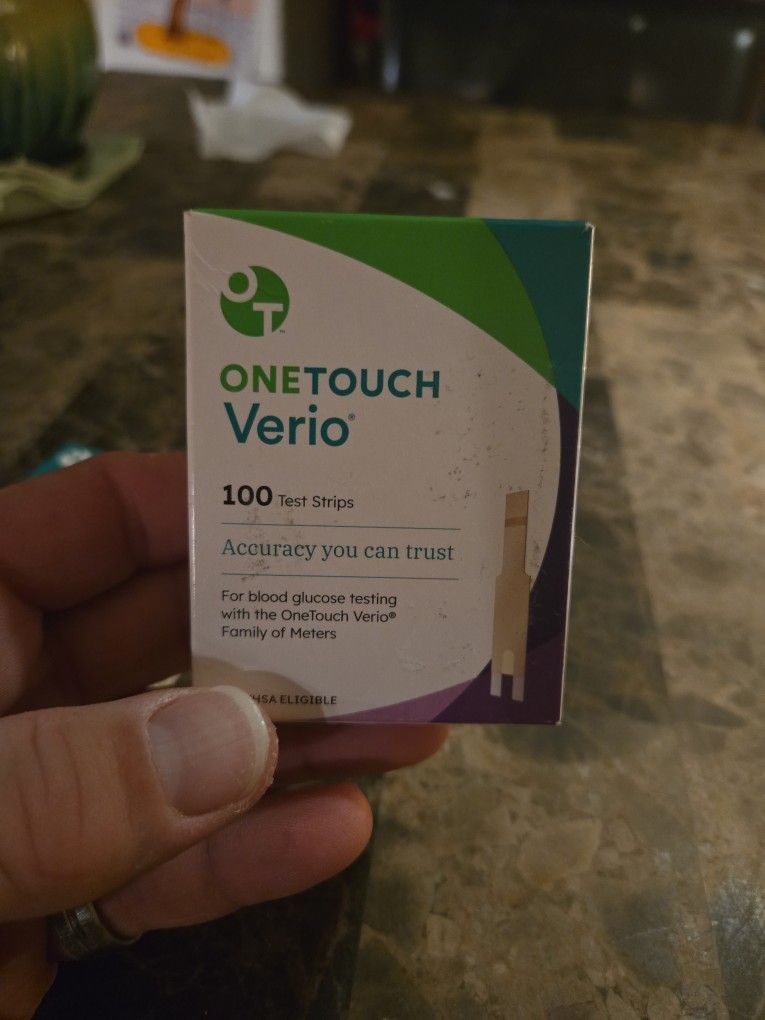 OT™
ONETOUCH
Verio®
100 Test Strips
Accuracy you can trust
For blood glucose testing
with the OneTouch Verio®
Family of Meters
/HSA ELIGIBLE